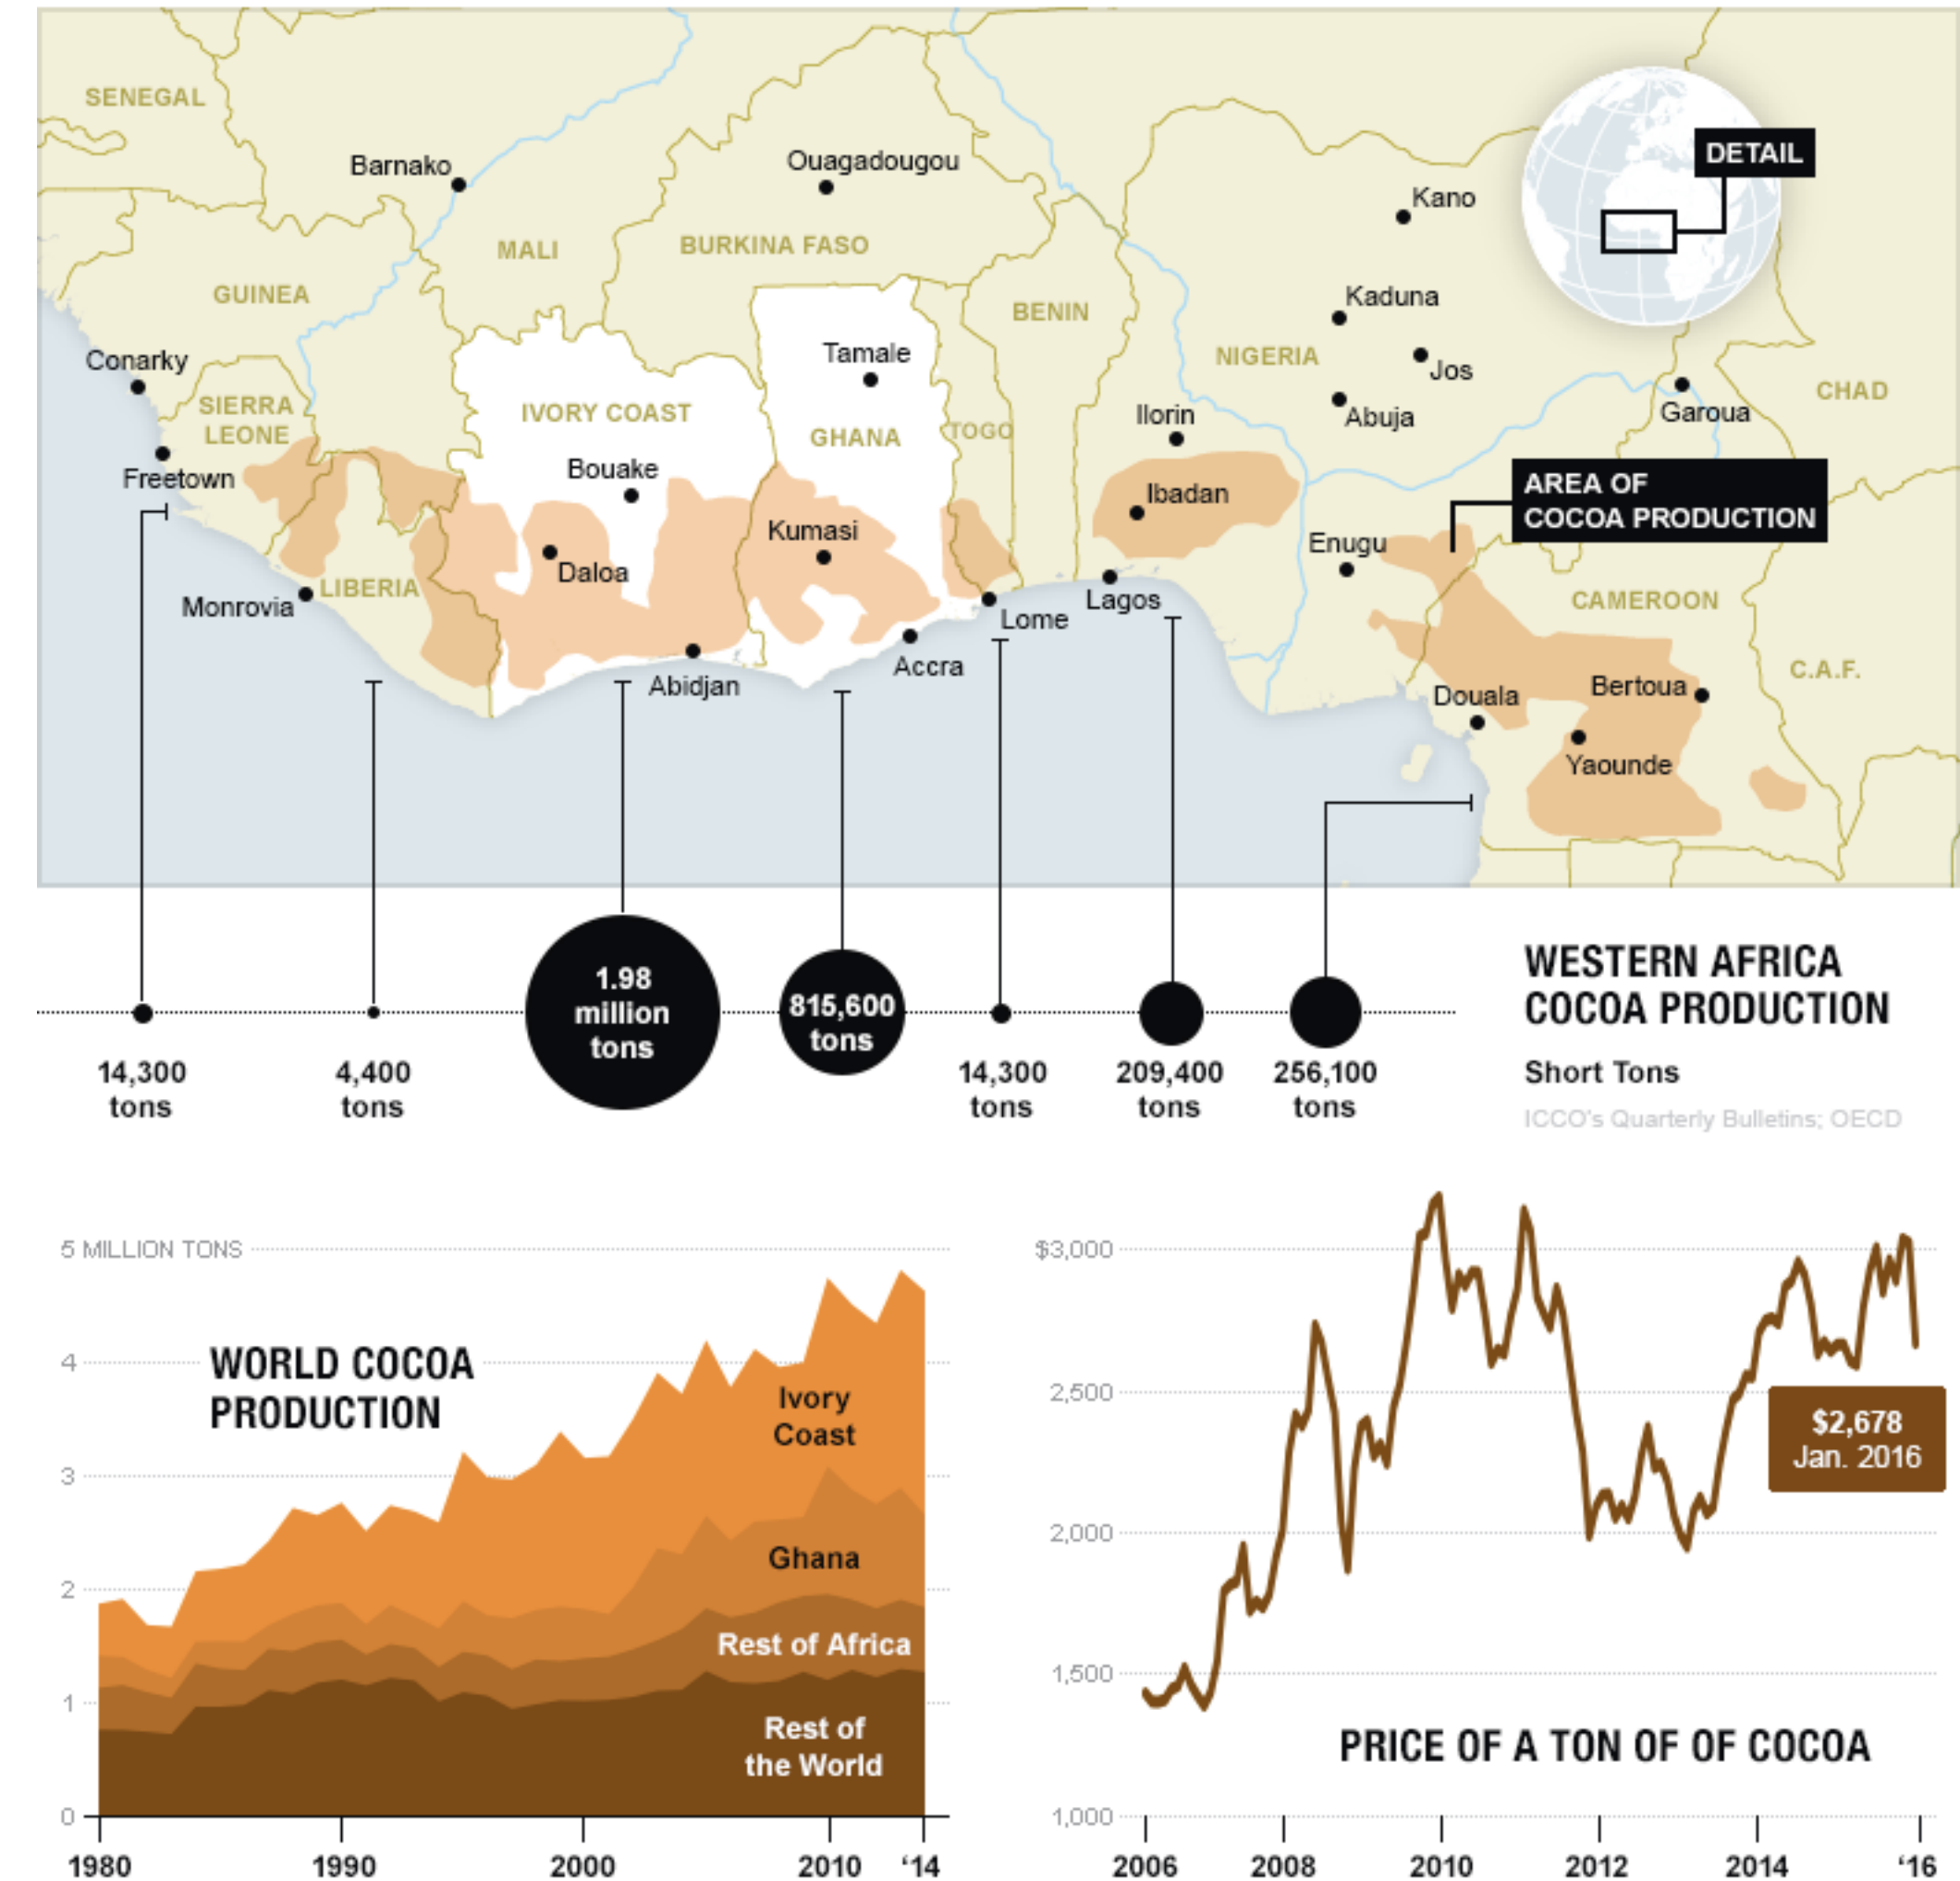 SENEGAL
DETAIL
Barnako
Ouagadougou
Kano
MALI
BURKINA FASO
GUINEA
Kaduna
BENIN
Conarky
Tamale
NIGERIA
Jos
CHAD
SIERRA
LEONE
IVORY COAST
GHANA
TOGO
Ilorin
Abuja
Garoua
Freetown
Bouake
Ibadan
AREA OF
COCOA PRODUCTION
Kumasi
Enugu
Daloa
LIBERIA
Monrovia
Lome
Lagos
CAMEROON
Accra
Abidjan
C.A.F.
Douala
Bertoua
Yaounde
1.98
million
tons
815,600
tons
14,300
tons
4,400
tons
14,300
tons
209,400
tons
256,100
tons
WESTERN AFRICA
COCOA PRODUCTION
Short Tons
ICCO's Quarterly Bulletins; OECD
5 MILLION TONS
WORLD COCOA
PRODUCTION
4
3
2
1
0
Ivory
Coast
Ghana
Rest of Africa
Rest of
the World
1980
1990
2000
2010
‘14
$3,000
2,500
2,000
1,500
1,000
$2,678
Jan. 2016
PRICE OF A TON OF OF COCOA
2006
2008
2010
2012
2014
‘16